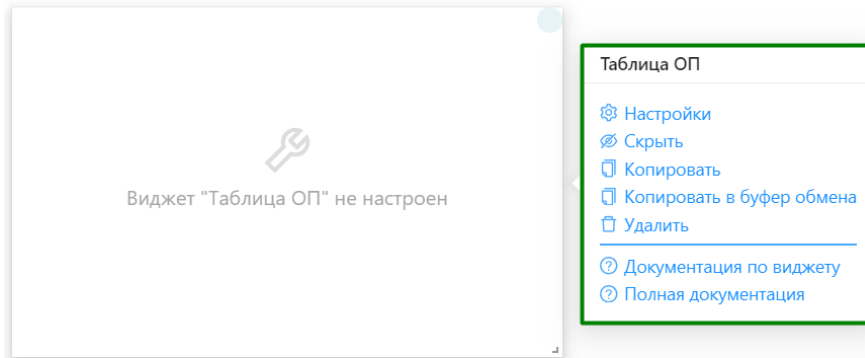 Виджет "Таблица ОП" не настроен
Таблица ОП
Настройки
Скрыть
Копировать
Копировать в буфер обмена
Удалить
Документация по виджету
Полная документация